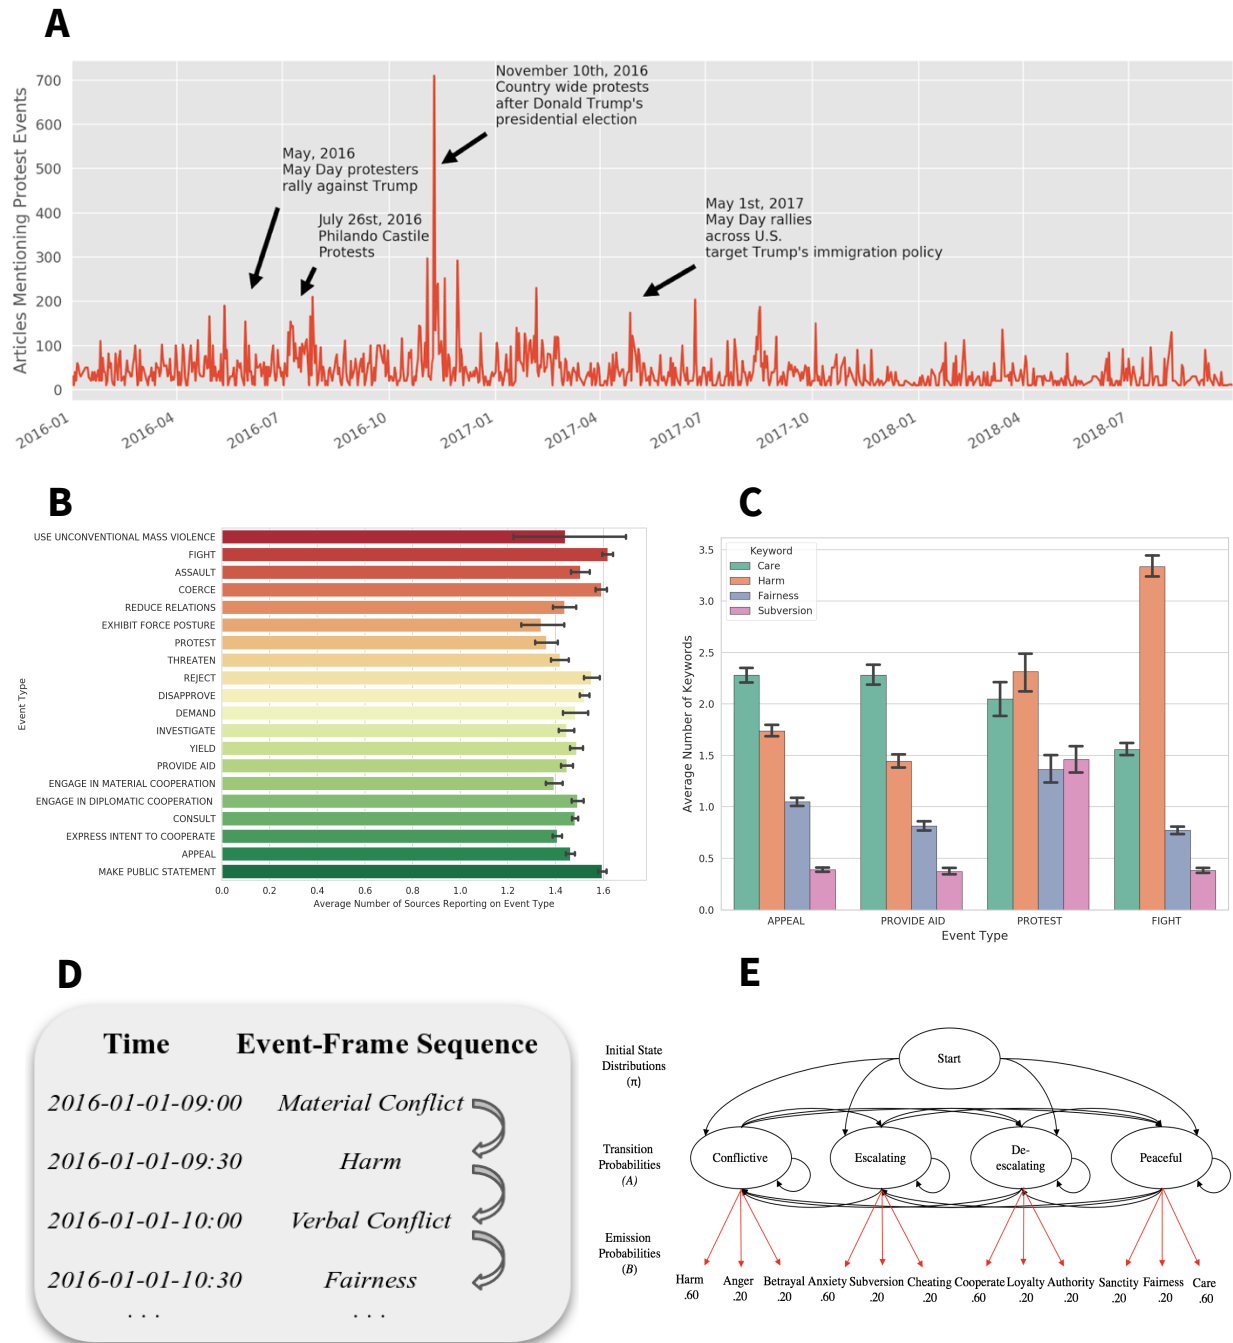 A
Articles Mentioning Protest Events
700
600
500
400
300
200
100
0
November 10th, 2016
Country wide protests
after Donald Trump's
presidential election
May, 2016
May Day protesters
rally against Trump
July 26st, 2016
Philando Castile
Protests
May 1st, 2017
May Day rallies
across U.S.
target Trump's immigration policy
2016-01
2016-04
2016-07
2016-10
2017-01
2017-04
2017-07
2017-10
2018-01
2018-04
2018-07
B
Event Type
USE UNCONVENTIONAL MASS VIOLENCE
FIGHT
ASSAULT
COERCE
REDUCE RELATIONS
EXHIBIT FORCE POSTURE
PROTEST
THREATEN
REJECT
DISAPPROVE
DEMAND
INVESTIGATE
YIELD
PROVIDE AID
ENGAGE IN MATERIAL COOPERATION
ENGAGE IN DIPLOMATIC COOPERATION
CONSULT
EXPRESS INTENT TO COOPERATE
APPEAL
MAKE PUBLIC STATEMENT
0.0 0.2 0.4 0.6 0.8 1.0 1.2 1.4 1.6
Average Number of Sources Reporting on Event Type
C
Average Number of Keywords
3.5
3.0
2.5
2.0
1.5
1.0
0.5
0.0
Keyword
Care
Harm
Fairness
Subversion
APPEAL PROVIDE AID PROTEST FIGHT
Event Type
D
Time Event-Frame Sequence
2016-01-01-09:00 Material Conflict
2016-01-01-09:30 Harm
2016-01-01-10:00 Verbal Conflict
2016-01-01-10:30 Fairness
. . . . . .
E
Initial State
Distributions
(π)
Start
Transition
Probabilities
(A)
Conflictive
Escalating
De-
escalating
Peaceful
Emission
Probabilities
(B)
Harm Anger Betrayal Anxiety Subversion Cheating Cooperate Loyalty Authority Sanctity Fairness Care
.60 .20 .20 .60 .20 .20 .60 .20 .20 .20 .20 .60